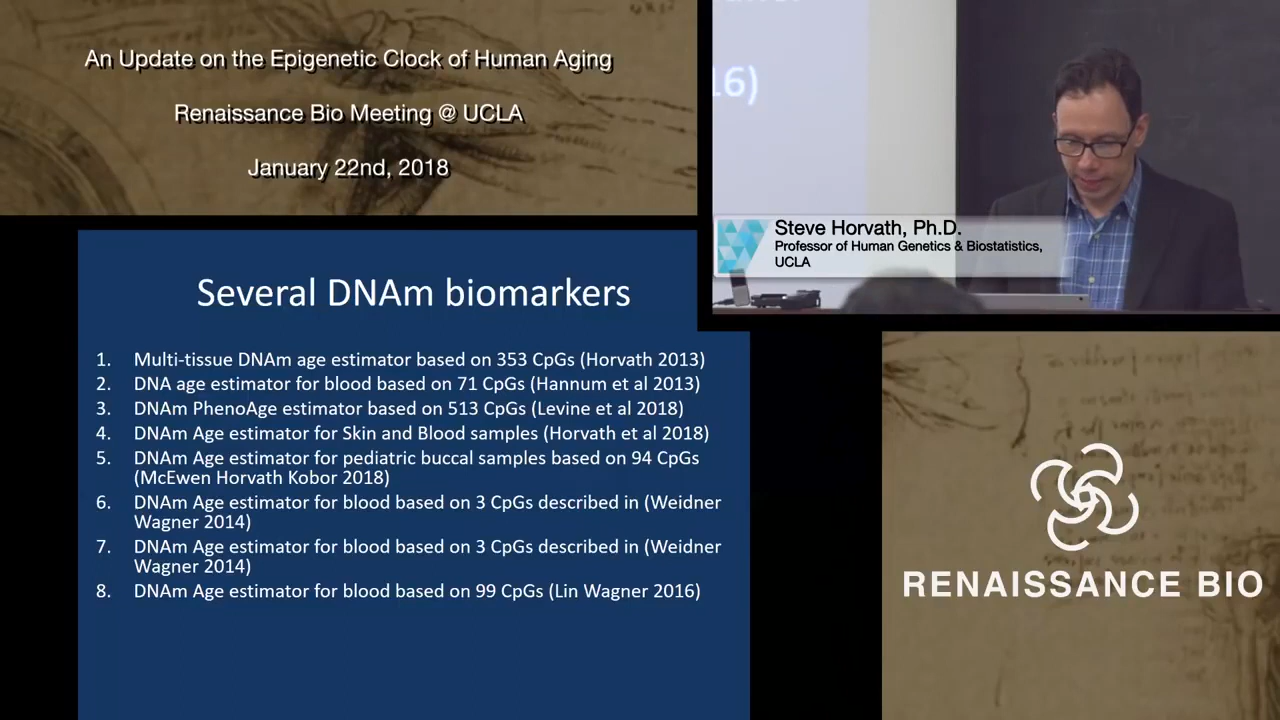 An Update on the Epigenetic Clock of Human Aging
Renaissance Bio Meeting @ UCLA
January 22nd, 2018
16)
Steve Horvath, Ph.D.
Professor of Human Genetics & Biostatistics,
UCLA
Several DNAm biomarkers
1. Multi-tissue DNAm age estimator based on 353 CpGs (Horvath 2013)
2. DNA age estimator for blood based on 71 CpGs (Hannum et al 2013)
3. DNAm PhenoAge estimator based on 513 CpGs (Levine et al 2018)
4. DNAm Age estimator for Skin and Blood samples (Horvath et al 2018)
5. DNAm Age estimator for pediatric buccal samples based on 94 CpGs
(McEwen Horvath Kobor 2018)
6. DNAm Age estimator for blood based on 3 CpGs described in (Weidner
Wagner 2014)
7. DNAm Age estimator for blood based on 3 CpGs described in (Weidner
Wagner 2014)
8. DNAm Age estimator for blood based on 99 CpGs (Lin Wagner 2016)
RENAISSANCE BIO